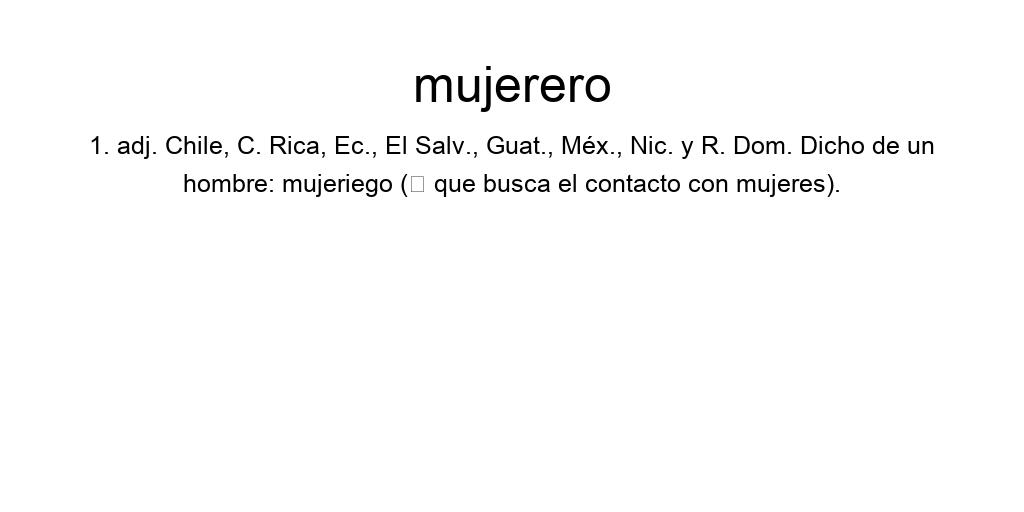 mujerero
1. adj. Chile, C. Rica, Ec., El Salv., Guat., Méx., Nic. y R. Dom. Dicho de un
hombre: mujeriego (□ que busca el contacto con mujeres).